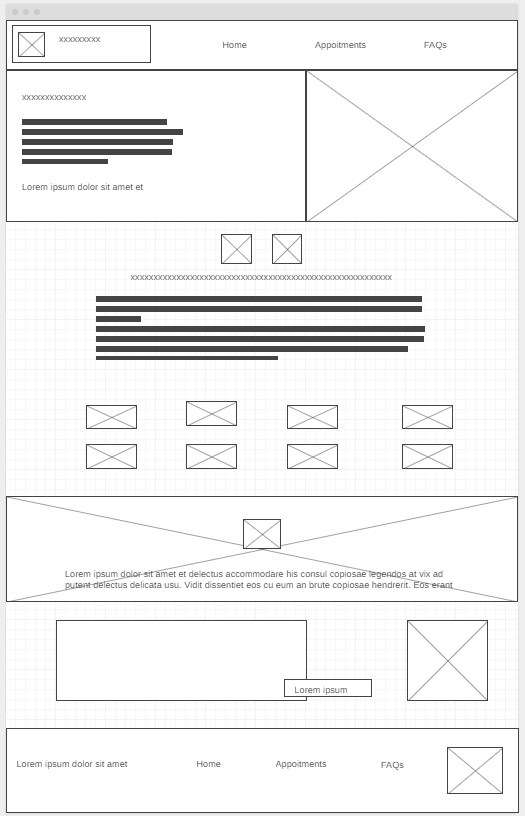 xxxxxxxxx
Home
Appoitments
FAQs
xxxxxxxxxxxxxx
Lorem ipsum dolor sit amet et
xxxxxxxxxxxxxxxxxxxxxxxxxxxxxxxxxxxxxxxxxxxxxxxxxxxxxxxxx
Lorem ipsum dolor sit amet et delectus accommodare his consul copiosae legendos at vix ad
putent delectus delicata usu. Vidit dissentiet eos cu eum an brute copiosae hendrerit. Eos erant
Lorem ipsum
Lorem ipsum dolor sit amet
Home
Appoitments
FAQs